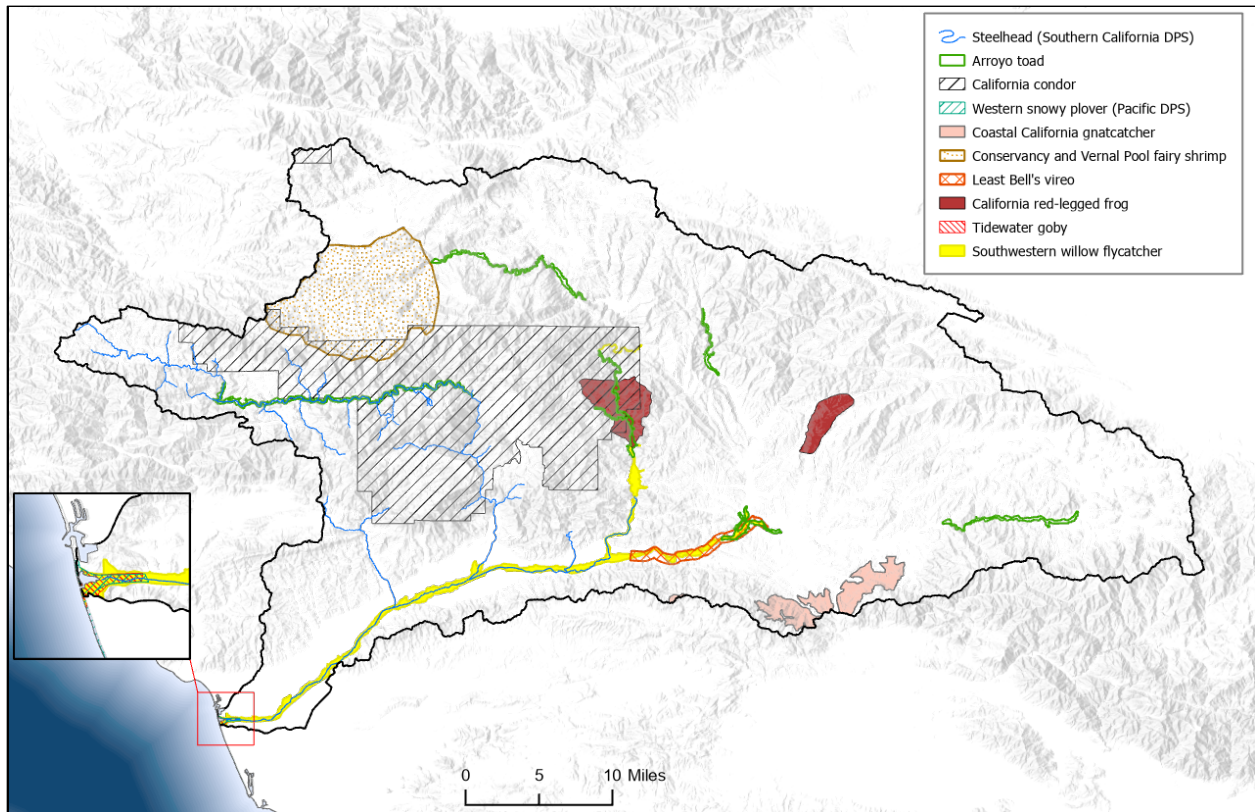 Steelhead (Southern California DPS)
Arroyo toad
California condor
Western snowy plover (Pacific DPS)
Coastal California gnatcatcher
Conservancy and Vernal Pool fairy shrimp
Least Bell's vireo
California red-legged frog
Tidewater goby
Southwestern willow flycatcher
0 5 10 Miles